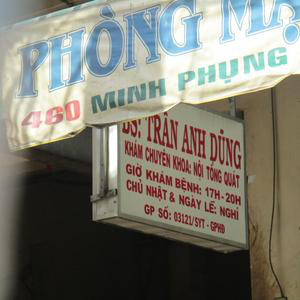 PHÒNG MẠ
460 MINH PHỤNG
BS: TRẦN ANH DŨNG
KHÁM CHUYÊN KHOA: NỘI TỔNG QUÁT
GIỜ KHÁM BỆNH: 17H - 20H
CHỦ NHẬT & NGÀY LỄ: NGHỈ
GP SỐ: 03121/SYT - GPHĐ